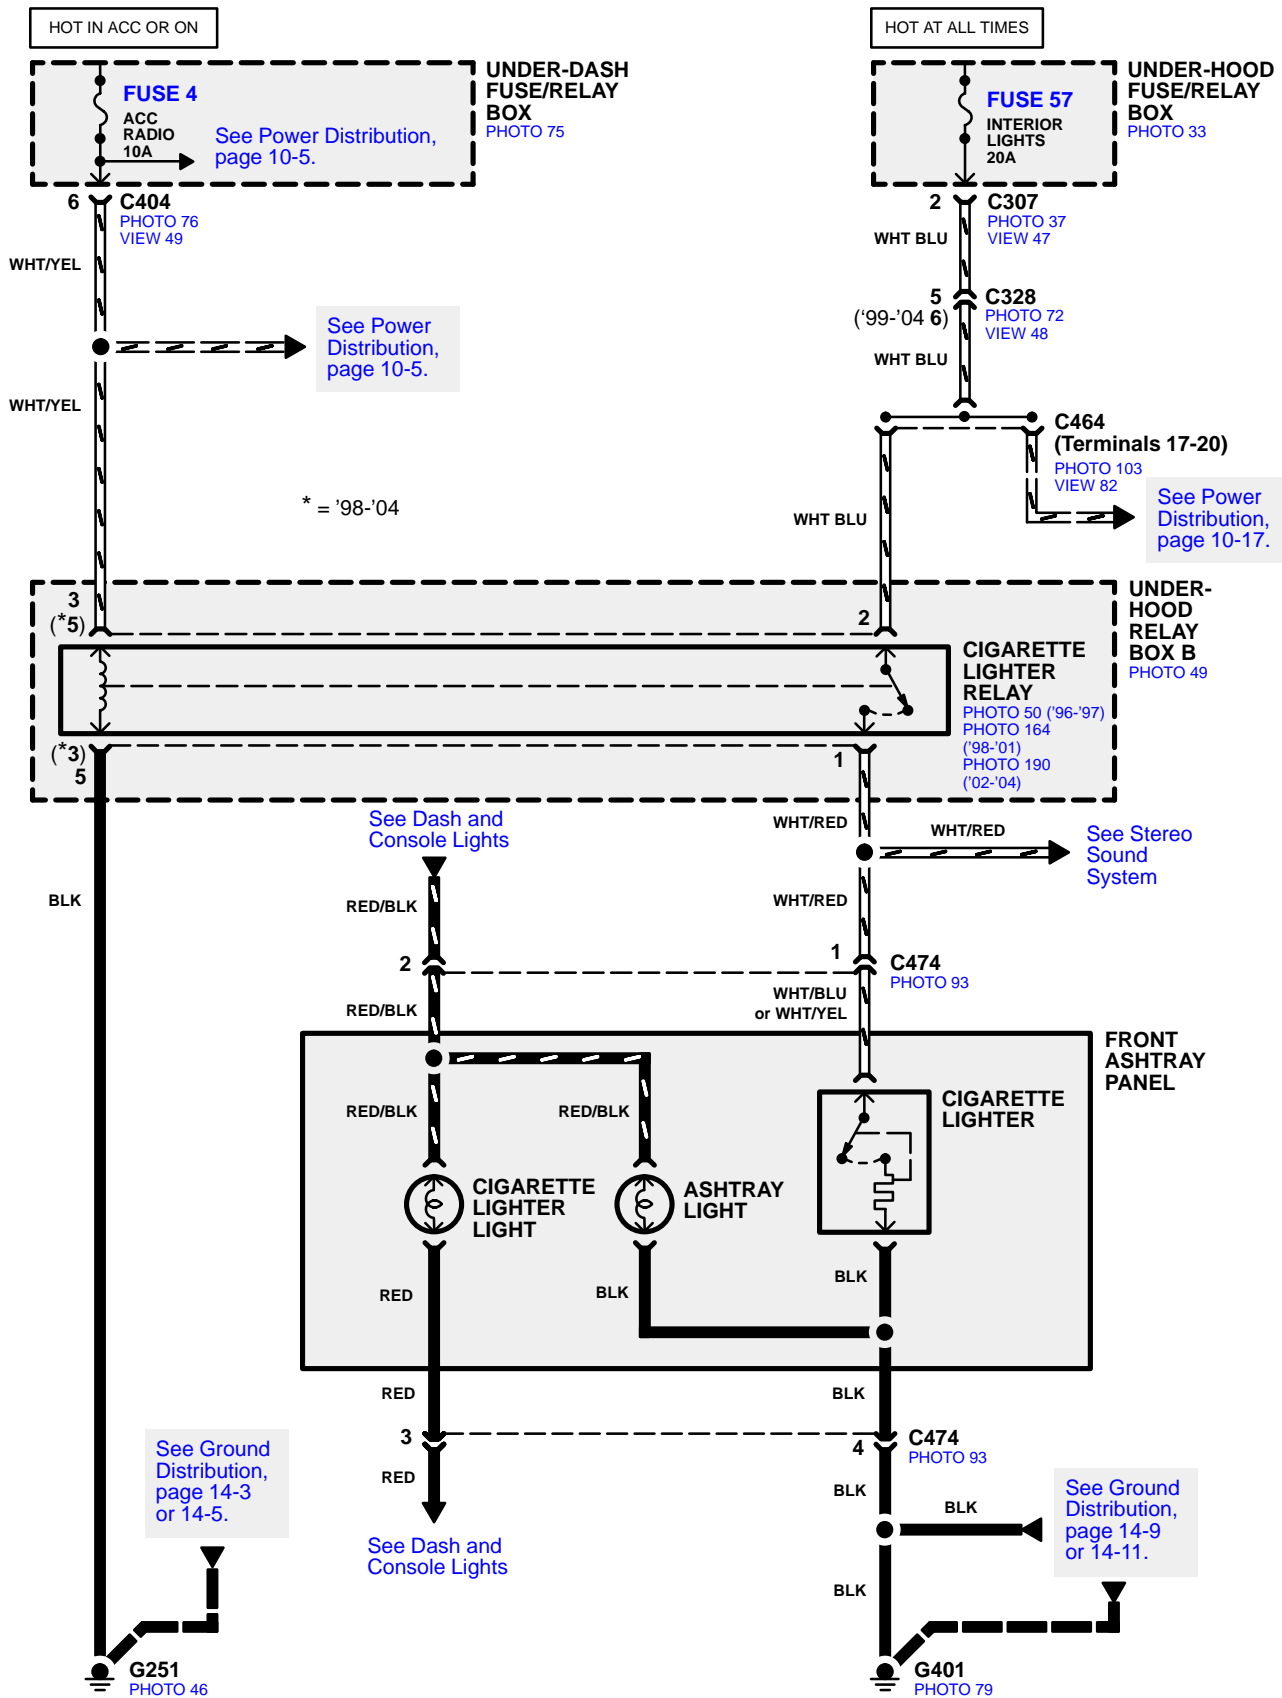 HOT IN ACC OR ON
HOT AT ALL TIMES
UNDER-DASH
FUSE/RELAY
BOX
PHOTO 75
FUSE 4
ACC
RADIO
10A
See Power Distribution,
page 10-5.
UNDER-HOOD
FUSE/RELAY
BOX
PHOTO 33
FUSE 57
INTERIOR
LIGHTS
20A
6
C404
PHOTO 76
VIEW 49
WHT/YEL
2
C307
PHOTO 37
VIEW 47
WHT BLU
5
('99-'04 6)
C328
PHOTO 72
VIEW 48
WHT BLU
See Power
Distribution,
page 10-5.
WHT/YEL
C464
(Terminals 17-20)
PHOTO 103
VIEW 82
* = '98-'04
WHT BLU
See Power
Distribution,
page 10-17.
3
(*5)
2
UNDER-
HOOD
RELAY
BOX B
PHOTO 49
CIGARETTE
LIGHTER
RELAY
PHOTO 50 ('96-'97)
PHOTO 164
('98-'01)
PHOTO 190
('02-'04)
(*3)
5
1
See Dash and
Console Lights
WHT/RED
WHT/RED
See Stereo
Sound
System
BLK
RED/BLK
WHT/RED
2
1
C474
PHOTO 93
RED/BLK
WHT/BLU
or WHT/YEL
FRONT
ASHTRAY
PANEL
RED/BLK
RED/BLK
CIGARETTE
LIGHTER
CIGARETTE
LIGHTER
LIGHT
ASHTRAY
LIGHT
RED
BLK
BLK
RED
BLK
3
4
C474
PHOTO 93
RED
BLK
See Ground
Distribution,
page 14-3
or 14-5.
See Dash and
Console Lights
BLK
See Ground
Distribution,
page 14-9
or 14-11.
BLK
G251
PHOTO 46
G401
PHOTO 79